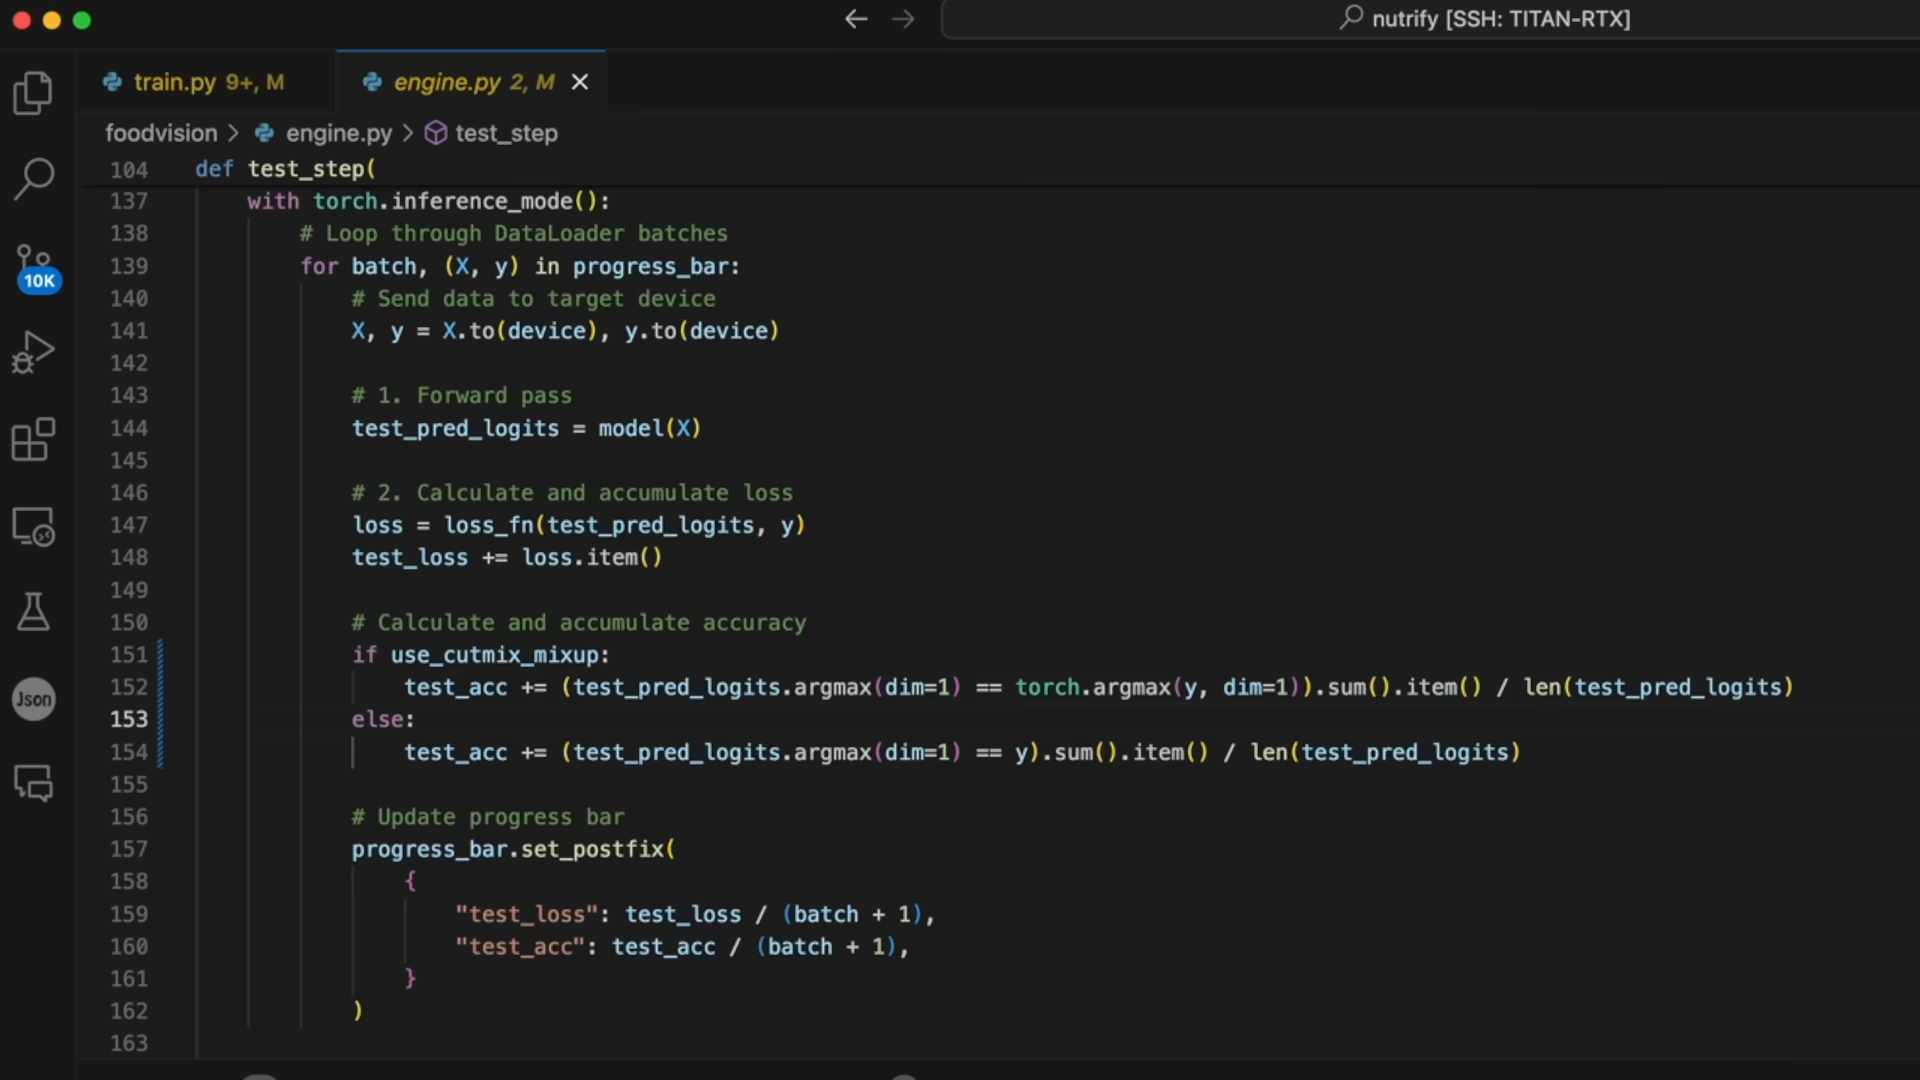 nutrify [SSH: TITAN-RTX]
train.py 9+, M
engine.py 2, M
foodvision > engine.py > test_step
104 def test_step(
137 with torch.inference_mode():
138 # Loop through DataLoader batches
139 for batch, (X, y) in progress_bar:
140 # Send data to target device
141 X, y = X.to(device), y.to(device)
142
143 # 1. Forward pass
144 test_pred_logits = model(X)
145
146 # 2. Calculate and accumulate loss
147 loss = loss_fn(test_pred_logits, y)
148 test_loss += loss.item()
149
150 # Calculate and accumulate accuracy
151 if use_cutmix_mixup:
152 test_acc += (test_pred_logits.argmax(dim=1) == torch.argmax(y, dim=1)).sum().item() / len(test_pred_logits)
153 else:
154 test_acc += (test_pred_logits.argmax(dim=1) == y).sum().item() / len(test_pred_logits)
155
156 # Update progress bar
157 progress_bar.set_postfix(
158 {
159 "test_loss": test_loss / (batch + 1),
160 "test_acc": test_acc / (batch + 1),
161 }
162 )
163
10K
Json